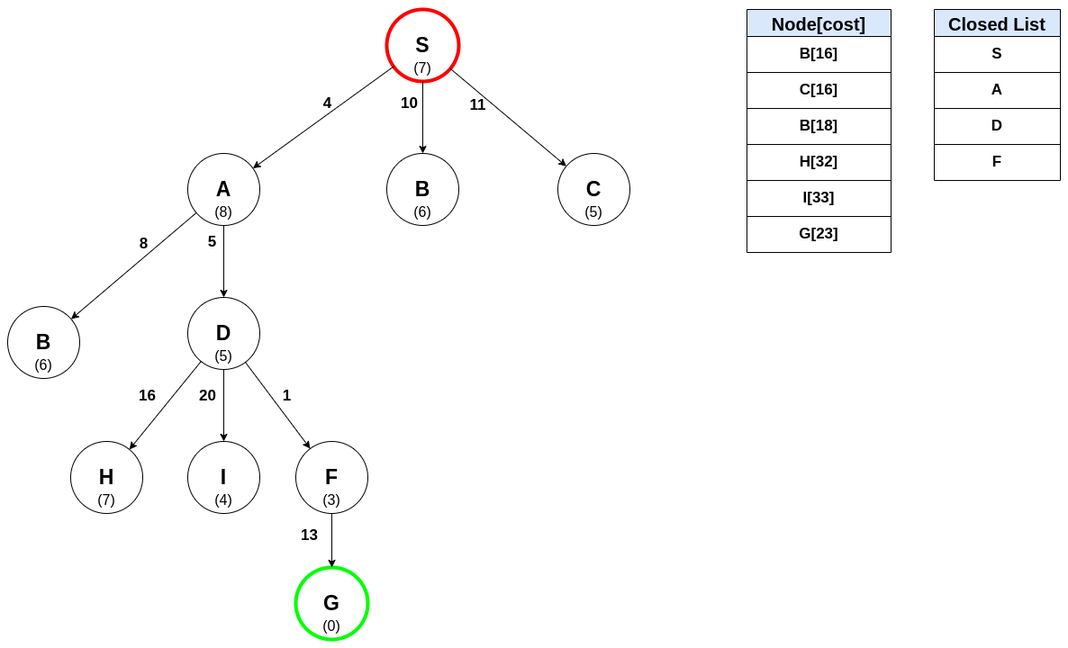 S
(7)
4
10
11
A
(8)
B
(6)
C
(5)
8
5
B
(6)
D
(5)
16
20
1
H
(7)
I
(4)
F
(3)
13
G
(0)
Node[cost]
B[16]
C[16]
B[18]
H[32]
I[33]
G[23]
Closed List
S
A
D
F